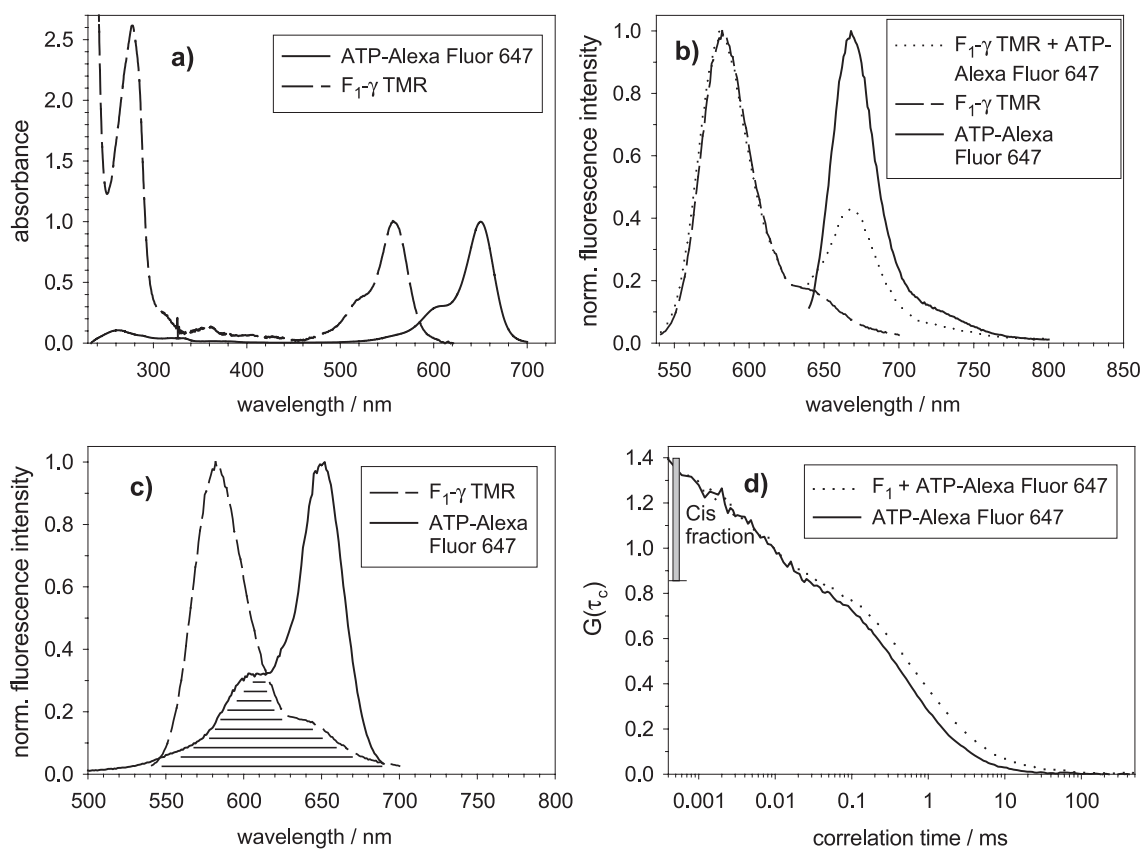 a)
ATP-Alexa Fluor 647
F₁-γ TMR
absorbance
2.5
2.0
1.5
1.0
0.5
0.0
300
400
500
600
700
wavelength / nm
b)
F₁-γ TMR + ATP-
Alexa Fluor 647
F₁-γ TMR
ATP-Alexa
Fluor 647
norm. fluorescence intensity
1.0
0.8
0.6
0.4
0.2
0.0
550
600
650
700
750
800
850
wavelength / nm
c)
F₁-γ TMR
ATP-Alexa
Fluor 647
norm. fluorescence intensity
1.0
0.8
0.6
0.4
0.2
0.0
500
550
600
650
700
750
800
wavelength / nm
d)
F₁ + ATP-Alexa Fluor 647
ATP-Alexa Fluor 647
Cis
fraction
G(τc)
1.4
1.2
1.0
0.8
0.6
0.4
0.2
0.0
0.001
0.01
0.1
1
10
100
correlation time / ms